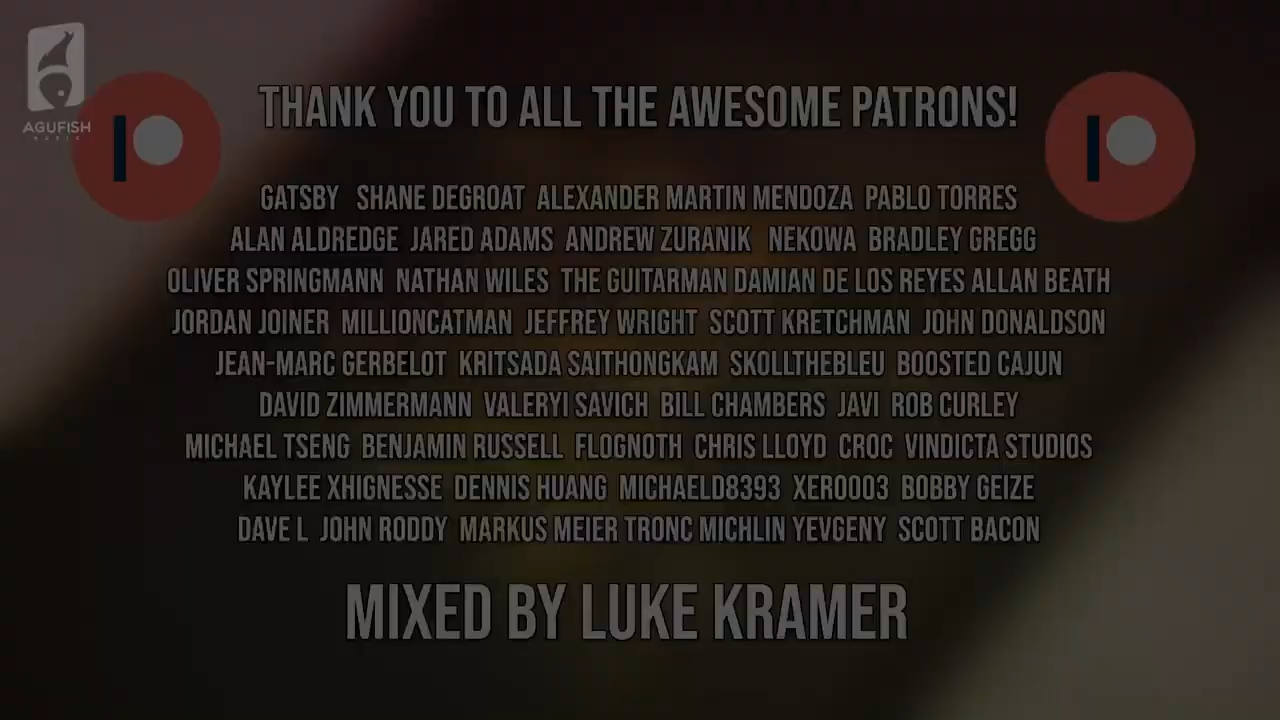 AGUFISH
MUSIC
THANK YOU TO ALL THE AWESOME PATRONS!
GATSBY SHANE DEGROAT ALEXANDER MARTIN MENDOZA PABLO TORRES
ALAN ALDREDGE JARED ADAMS ANDREW ZURANIK NEKOWA BRADLEY GREGG
OLIVER SPRINGMANN NATHAN WILES THE GUITARMAN DAMIAN DE LOS REYES ALLAN BEATH
JORDAN JOINER MILLIONCATMAN JEFFREY WRIGHT SCOTT KRETCHMAN JOHN DONALDSON
JEAN-MARC GERBELOT KRITSADA SAITHONGKAM SKOLLTHEBLEU BOOSTED CAJUN
DAVID ZIMMERMANN VALERYI SAVICH BILL CHAMBERS JAVI ROB CURLEY
MICHAEL TSENG BENJAMIN RUSSELL FLOGNOTH CHRIS LLOYD CROC VINDICTA STUDIOS
KAYLEE XHIGNESSE DENNIS HUANG MICHAELD8393 XERO003 BOBBY GEIZE
DAVE L JOHN RODDY MARKUS MEIER TRONC MICHLIN YEVGENY SCOTT BACON
MIXED BY LUKE KRAMER